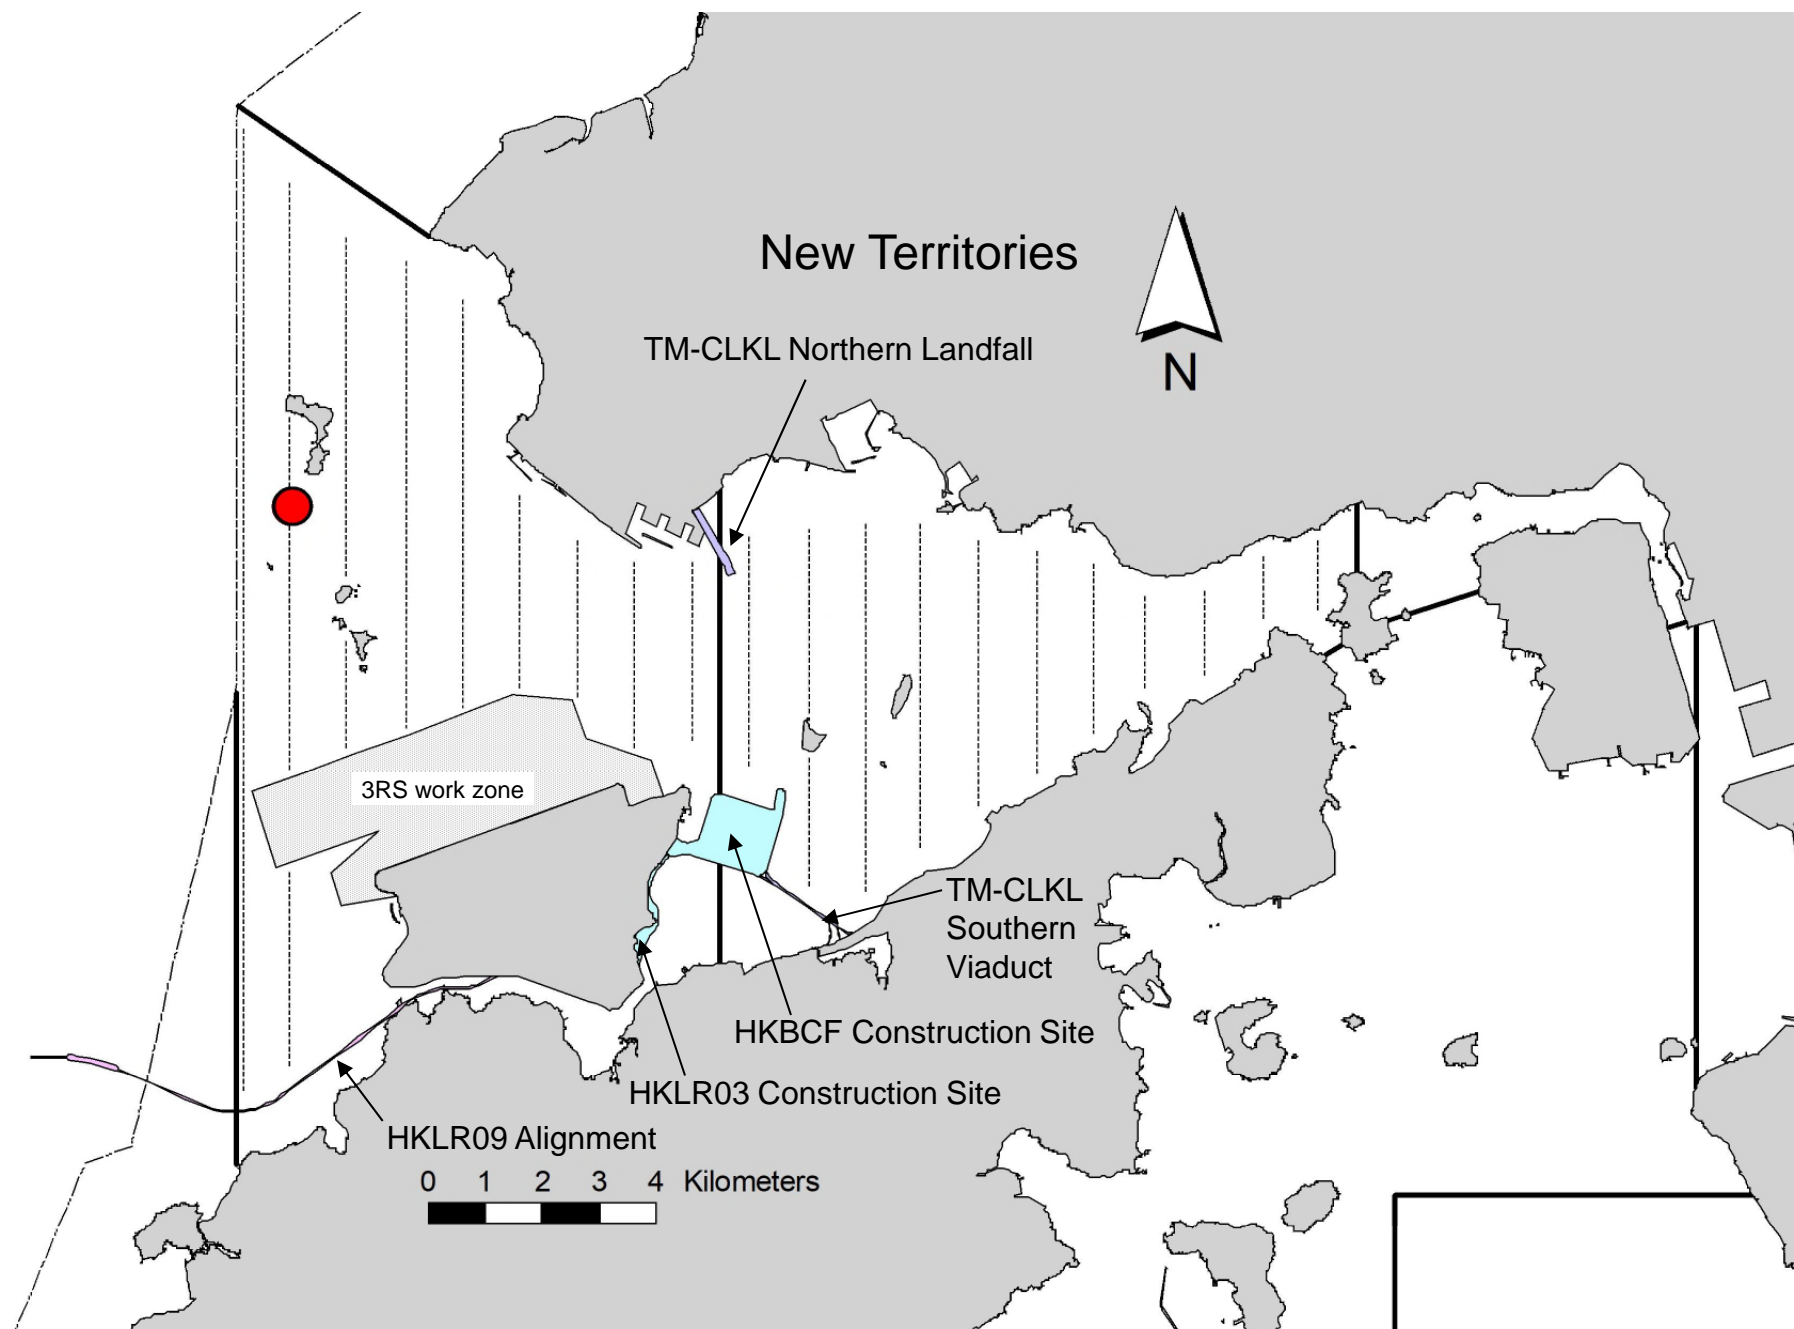 New Territories
TM-CLKL Northern Landfall
N
3RS work zone
TM-CLKL
Southern
Viaduct
HKBCF Construction Site
HKLR03 Construction Site
HKLR09 Alignment
0 1 2 3 4 Kilometers